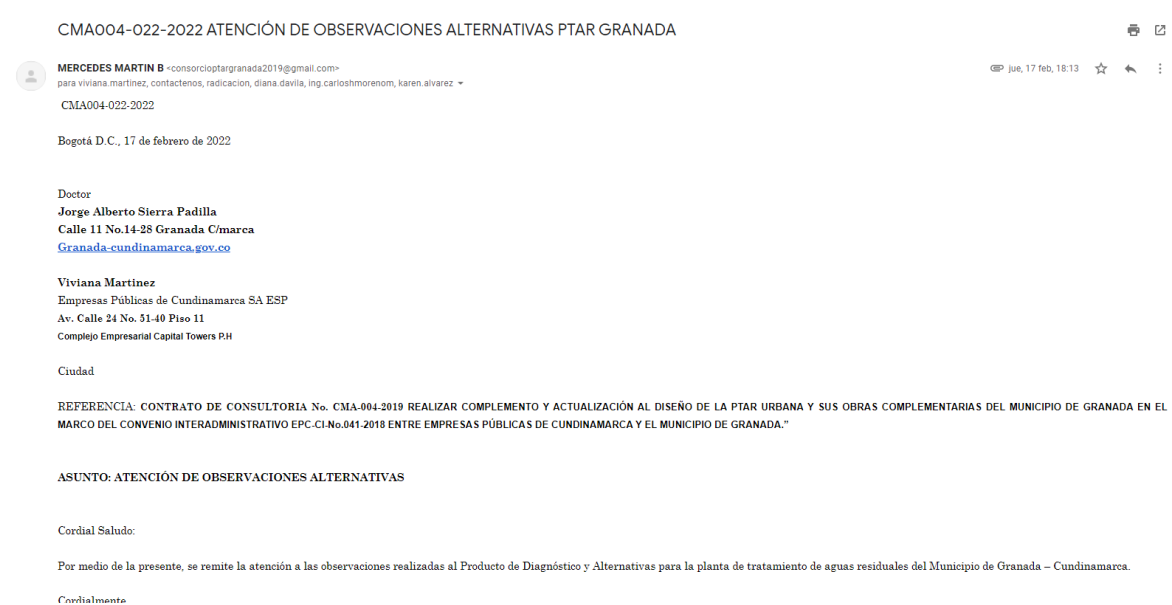 CMA004-022-2022 ATENCIÓN DE OBSERVACIONES ALTERNATIVAS PTAR GRANADA
MERCEDES MARTIN B <consorcioptargranada2019@gmail.com>
jue, 17 feb, 18:13
para viviana.martinez, contactenos, radicacion, diana.davila, ing.carloshmorenom, karen.alvarez
CMA004-022-2022
Bogotá D.C., 17 de febrero de 2022
Doctor
Jorge Alberto Sierra Padilla
Calle 11 No.14-28 Granada C/marca
Granada-cundinamarca.gov.co
Viviana Martinez
Empresas Públicas de Cundinamarca SA ESP
Av. Calle 24 No. 51-40 Piso 11
Complejo Empresarial Capital Towers P.H
Ciudad
REFERENCIA: CONTRATO DE CONSULTORIA No. CMA-004-2019 REALIZAR COMPLEMENTO Y ACTUALIZACIÓN AL DISEÑO DE LA PTAR URBANA Y SUS OBRAS COMPLEMENTARIAS DEL MUNICIPIO DE GRANADA EN EL
MARCO DEL CONVENIO INTERADMINISTRATIVO EPC-CI-No.041-2018 ENTRE EMPRESAS PÚBLICAS DE CUNDINAMARCA Y EL MUNICIPIO DE GRANADA.”
ASUNTO: ATENCIÓN DE OBSERVACIONES ALTERNATIVAS
Cordial Saludo:
Por medio de la presente, se remite la atención a las observaciones realizadas al Producto de Diagnóstico y Alternativas para la planta de tratamiento de aguas residuales del Municipio de Granada – Cundinamarca.
Cordialmente